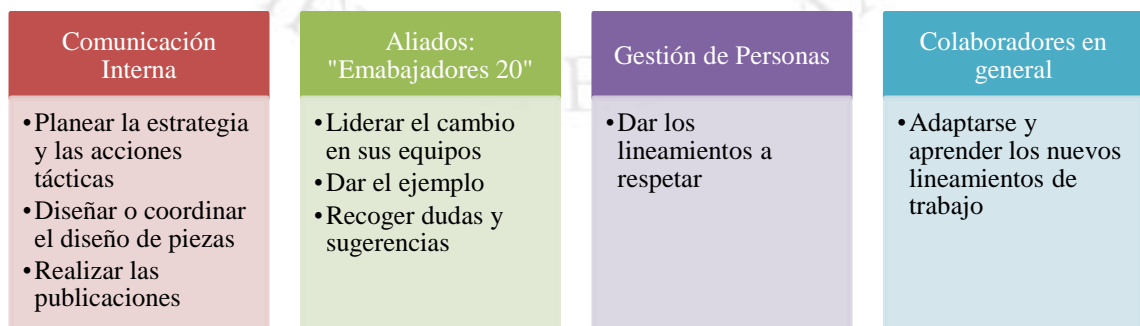 Comunicación
Interna
•Planear la estrategia
y las acciones
tácticas
•Diseñar o coordinar
el diseño de piezas
•Realizar las
publicaciones
Aliados:
"Emabajadores 20"
•Liderar el cambio
en sus equipos
•Dar el ejemplo
•Recoger dudas y
sugerencias
Gestión de Personas
•Dar los
lineamientos a
respetar
Colaboradores en
general
•Adaptarse y
aprender los nuevos
lineamientos de
trabajo